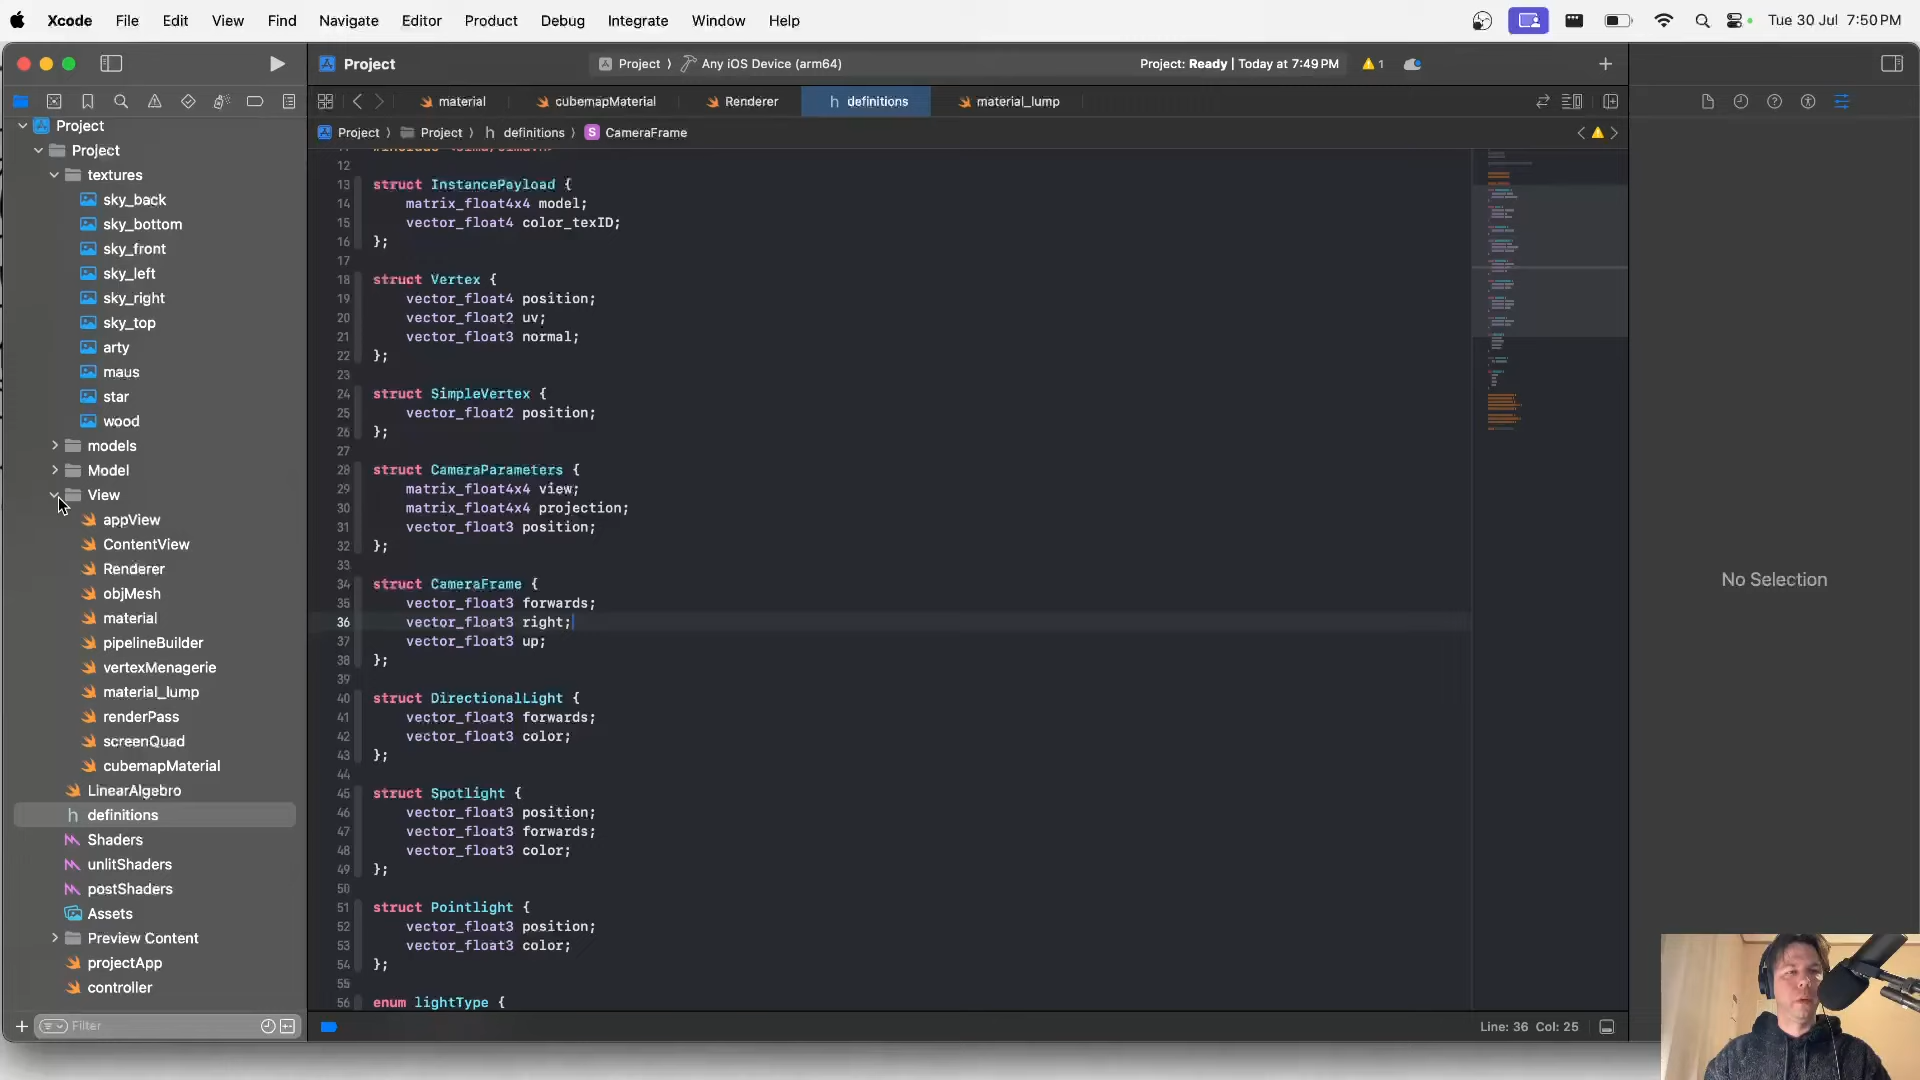 Xcode File Edit View Find Navigate Editor Product Debug Integrate Window Help Tue 30 Jul 7:50 PM
Project
Project 〉 Any iOS Device (arm64)
Project: Ready | Today at 7:49 PM
1
material
cubemapMaterial
Renderer
h definitions
material_lump
Project 〉 Project 〉 h definitions 〉 S CameraFrame
Project
Project
textures
sky_back
sky_bottom
sky_front
sky_left
sky_right
sky_top
arty
maus
star
wood
models
Model
View
appView
ContentView
Renderer
objMesh
material
pipelineBuilder
vertexMenagerie
material_lump
renderPass
screenQuad
cubemapMaterial
LinearAlgebro
h definitions
Shaders
unlitShaders
postShaders
Assets
Preview Content
projectApp
controller
Filter
12
13 struct InstancePayload {
14 matrix_float4x4 model;
15 vector_float4 color_texID;
16 };
17
18 struct Vertex {
19 vector_float4 position;
20 vector_float2 uv;
21 vector_float3 normal;
22 };
23
24 struct SimpleVertex {
25 vector_float2 position;
26 };
27
28 struct CameraParameters {
29 matrix_float4x4 view;
30 matrix_float4x4 projection;
31 vector_float3 position;
32 };
33
34 struct CameraFrame {
35 vector_float3 forwards;
36 vector_float3 right;
37 vector_float3 up;
38 };
39
40 struct DirectionalLight {
41 vector_float3 forwards;
42 vector_float3 color;
43 };
44
45 struct Spotlight {
46 vector_float3 position;
47 vector_float3 forwards;
48 vector_float3 color;
49 };
50
51 struct Pointlight {
52 vector_float3 position;
53 vector_float3 color;
54 };
55
56 enum lightType {
Line: 36 Col: 25
No Selection